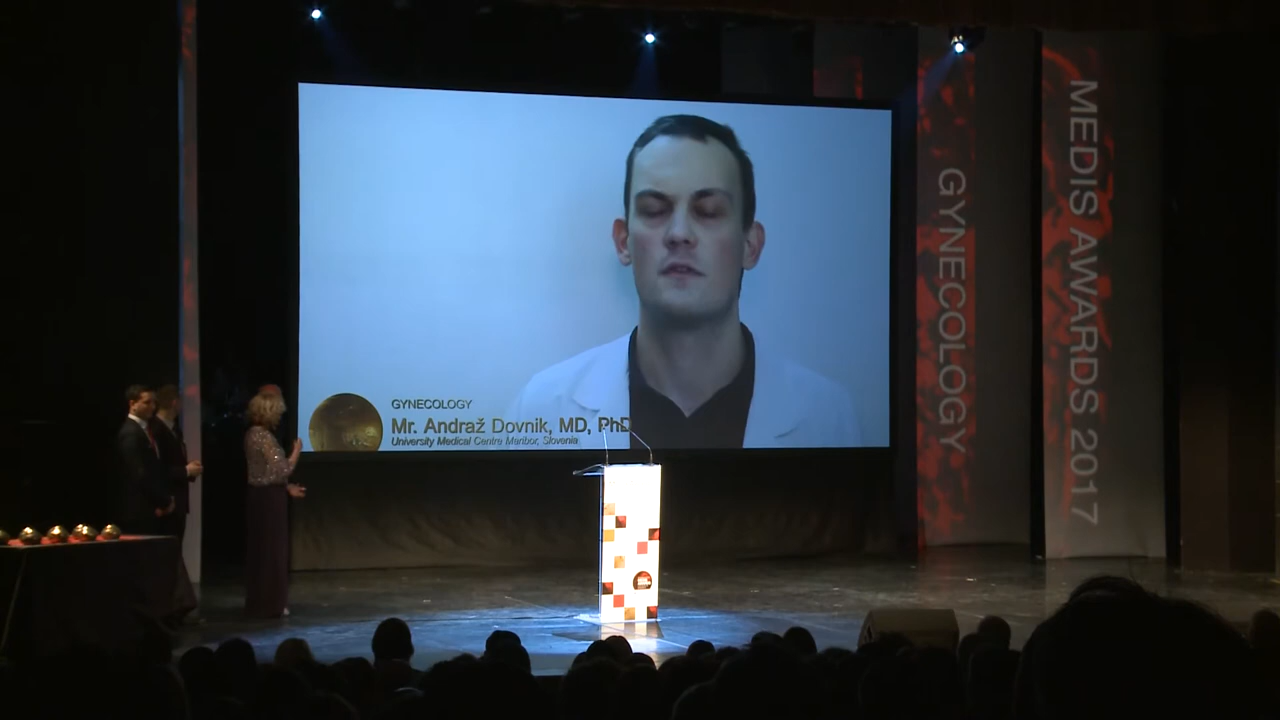 GYNECOLOGY
Mr. Andraž Dovnik, MD, PhD
University Medical Centre Maribor, Slovenia
GYNECOLOGY
MEDIS AWARDS 2017